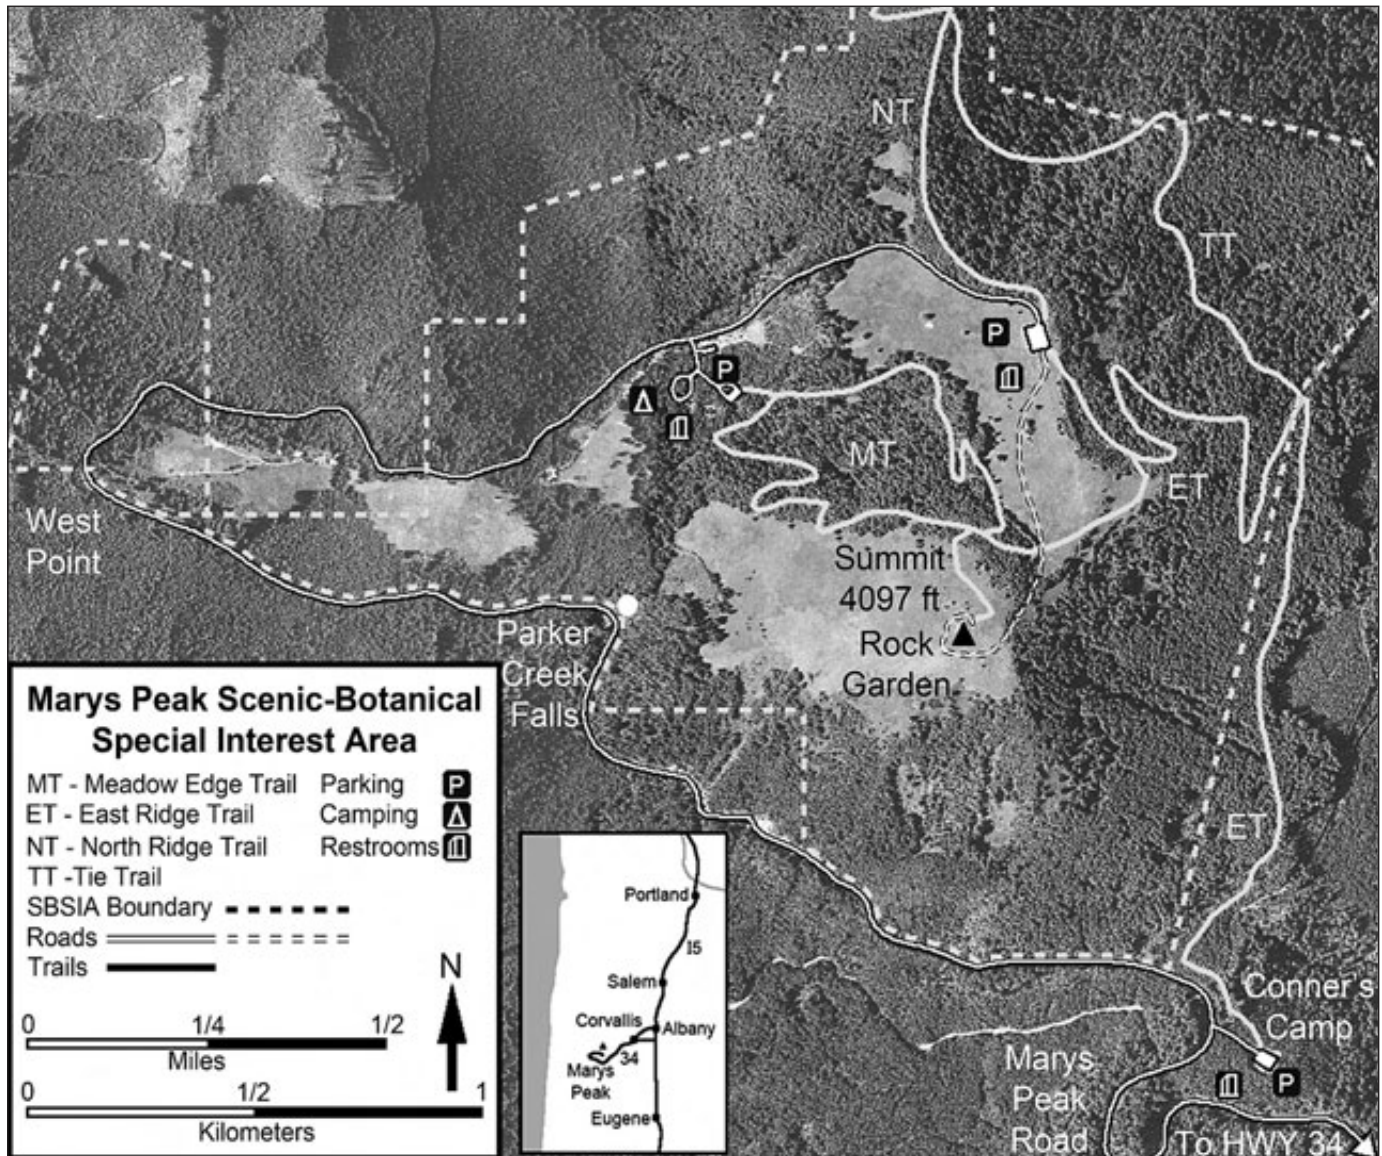 NT
TT
P
P
MT
ET
West
Point
Summit
4097 ft
Rock
Garden
Parker
Creek
Falls
ET
Marys Peak Scenic-Botanical
Special Interest Area
MT - Meadow Edge Trail Parking P
ET - East Ridge Trail Camping
NT - North Ridge Trail Restrooms
TT -Tie Trail
SBSIA Boundary
Roads
Trails
N
0 1/4 1/2
Miles
0 1/2 1
Kilometers
Portland
I5
Salem
Corvallis
Albany
34
Marys
Peak
Eugene
Conner's
Camp
Marys
Peak
Road
P
To HWY 34